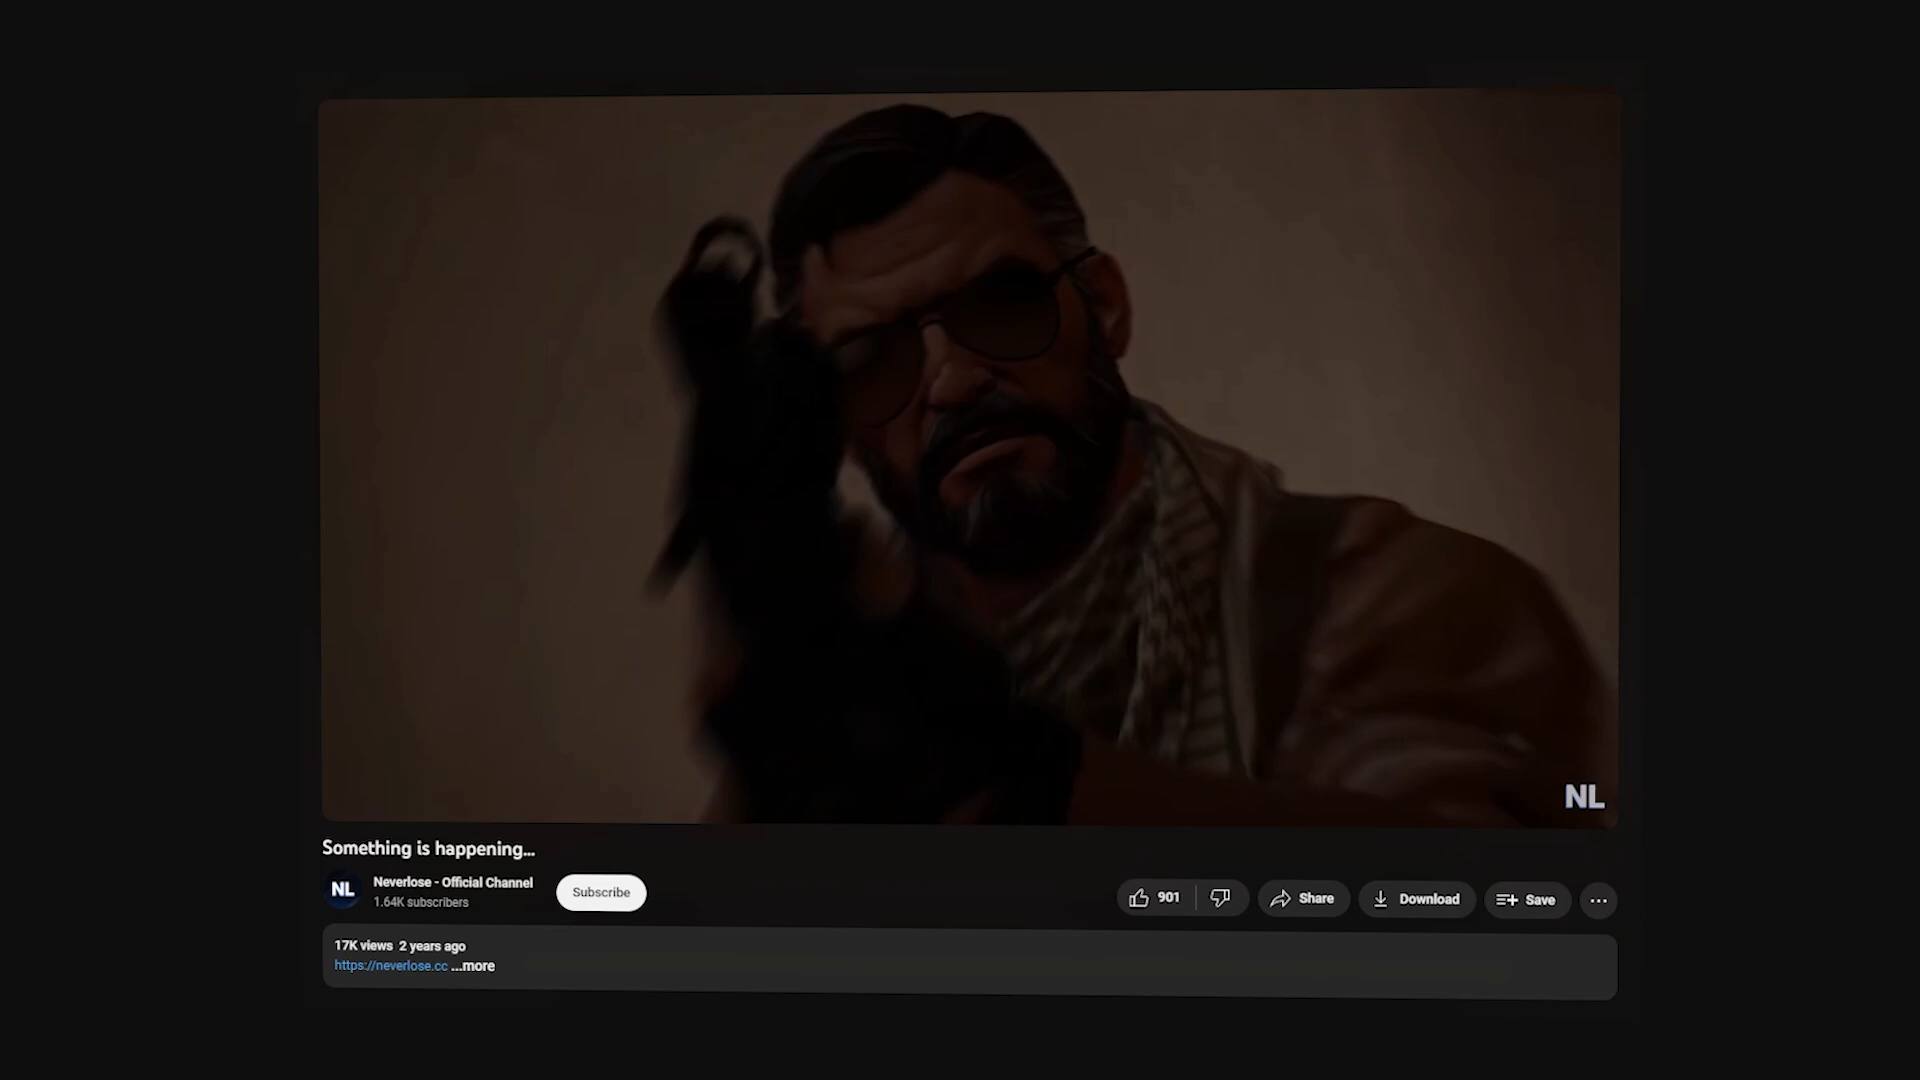 NL
Something is happening...
NL
Neverlose - Official Channel
1.64K subscribers
Subscribe
901
Share
Download
Save
17K views 2 years ago
https://neverlose.cc ...more